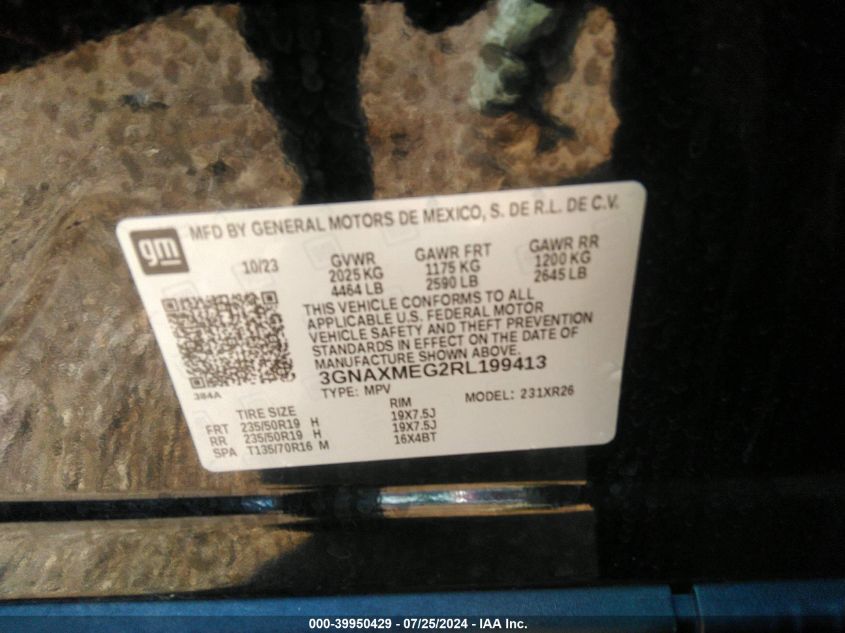 gm
MFD BY GENERAL MOTORS DE MEXICO, S. DE R.L. DE C.V.
10/23 GVWR GAWR FRT GAWR RR
2025 KG 1175 KG 1200 KG
4464 LB 2590 LB 2645 LB
THIS VEHICLE CONFORMS TO ALL
APPLICABLE U.S. FEDERAL MOTOR
VEHICLE SAFETY AND THEFT PREVENTION
STANDARDS IN EFFECT ON THE DATE OF
MANUFACTURE SHOWN ABOVE.
384A
3GNAXMEG2RL199413
TYPE: MPV MODEL: 231XR26
TIRE SIZE RIM
FRT 235/50R19 H 19X7.5J
RR 235/50R19 H 19X7.5J
SPA T135/70R16 M 16X4BT
000-39950429 - 07/25/2024 - IAA Inc.